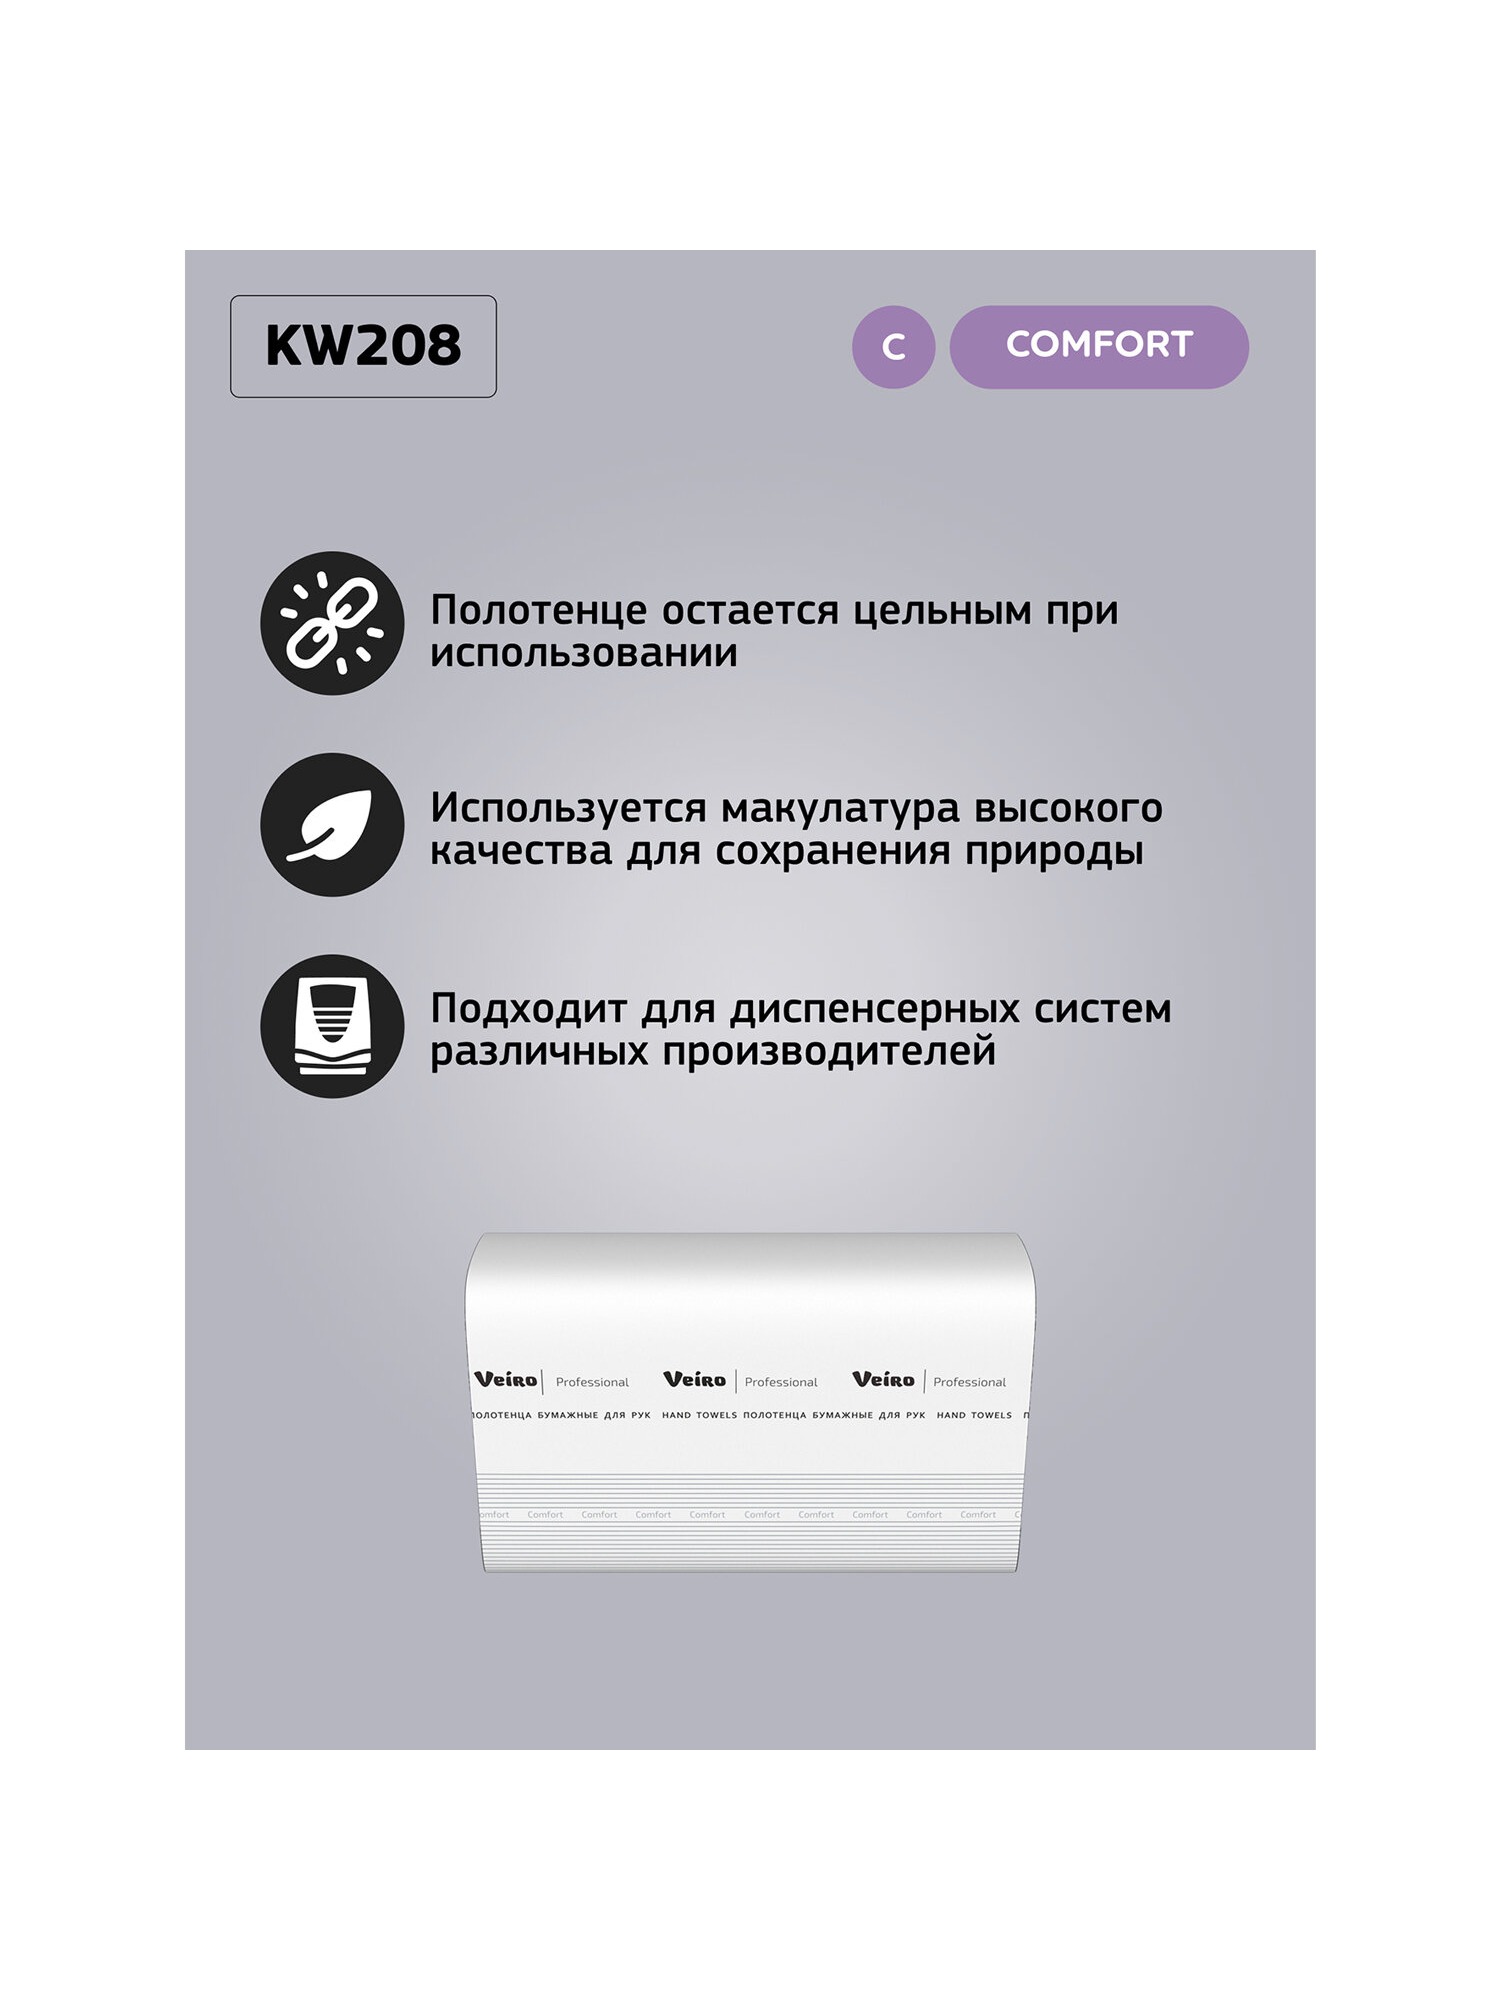 KW208
C COMFORT
Полотенце остается цельным при
использовании
Используется макулатура высокого
качества для сохранения природы
Подходит для диспенсерных систем
различных производителей
Veiro Professional Veiro Professional Veiro Professional
ПОЛОТЕНЦА БУМАЖНЫЕ ДЛЯ РУК HAND TOWELS ПОЛОТЕНЦА БУМАЖНЫЕ ДЛЯ РУК HAND TOWELS П
omfort Comfort Comfort Comfort Comfort Comfort Comfort Comfort Comfort Comfort C